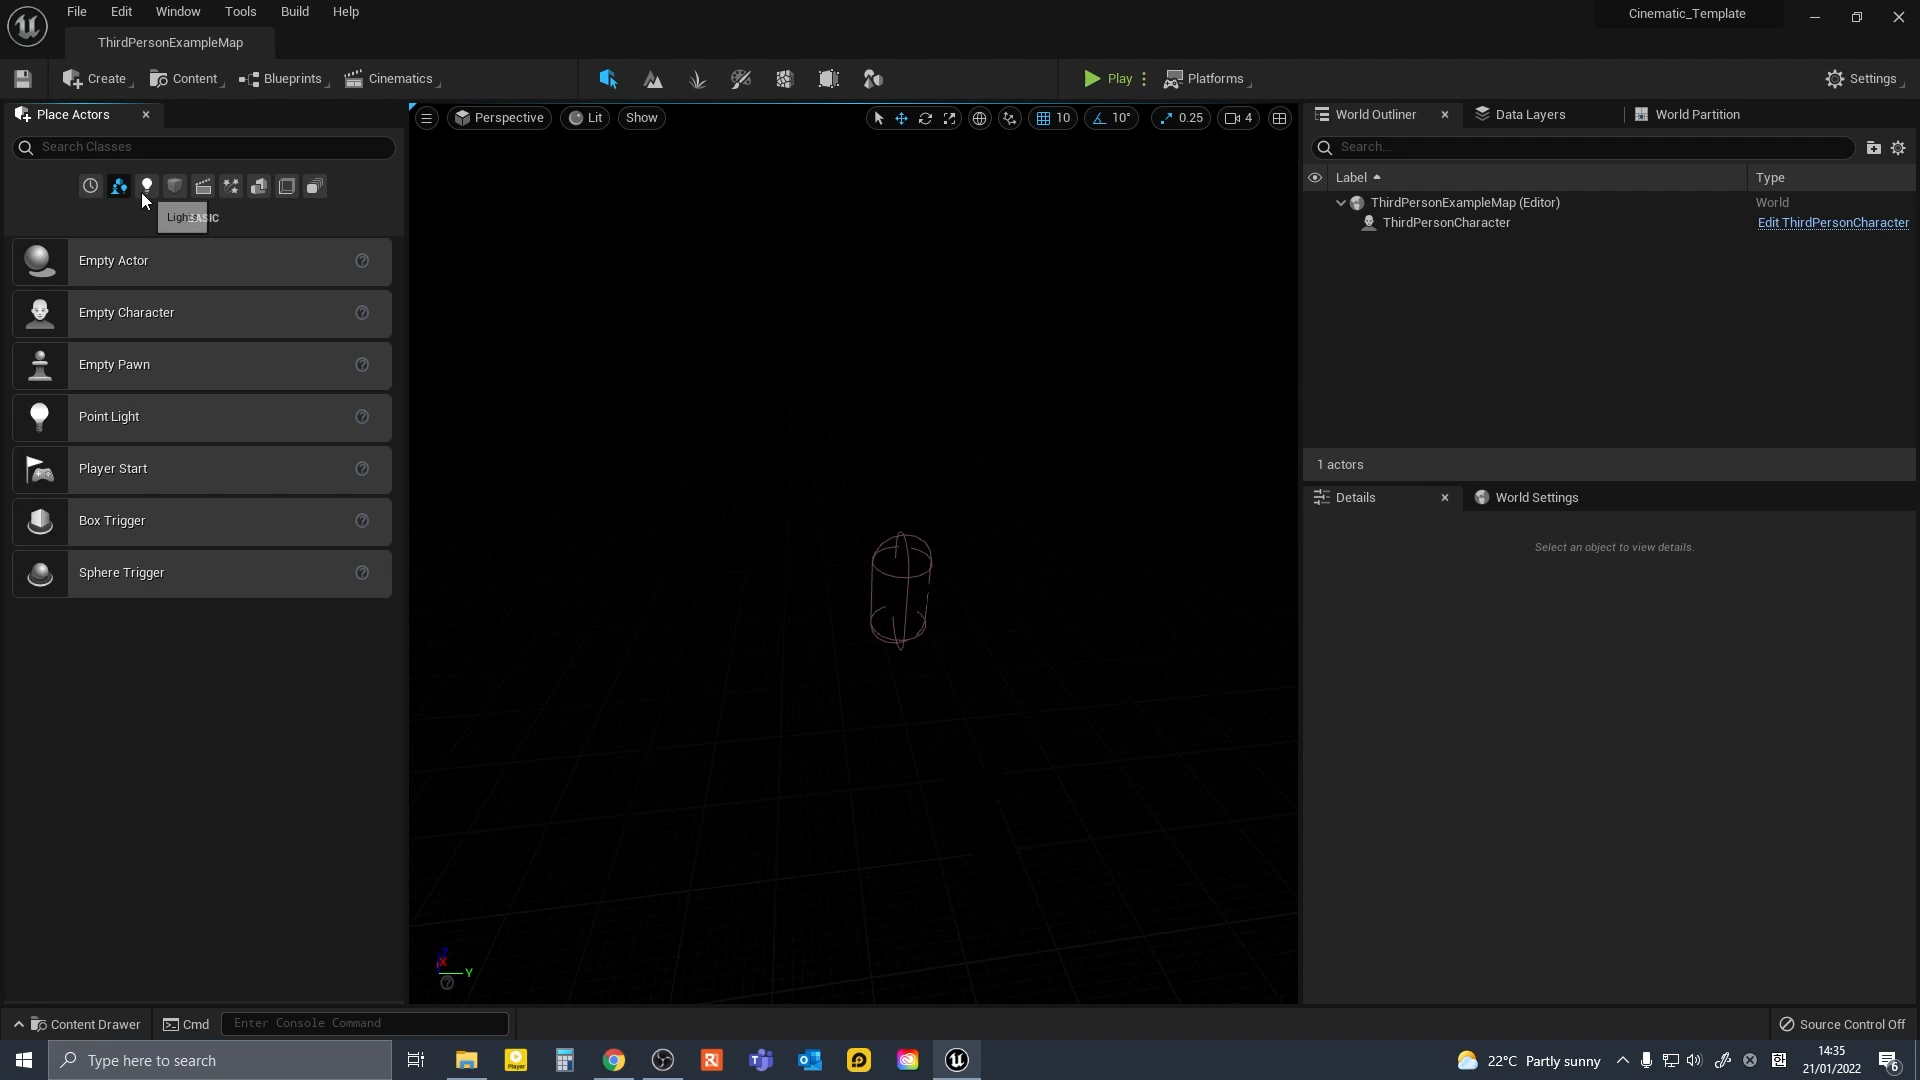 File Edit Window Tools Build Help
Cinematic_Template
ThirdPersonExampleMap
Create Content Blueprints Cinematics Play Platforms Settings
Place Actors
Search Classes
Lights
BASIC
Empty Actor
Empty Character
Empty Pawn
Point Light
Player Start
Box Trigger
Sphere Trigger
Perspective Lit Show 10 10° 0.25 4
X
Y
World Outliner Data Layers World Partition
Search...
Label Type
ThirdPersonExampleMap (Editor) World
ThirdPersonCharacter Edit ThirdPersonCharacter
1 actors
Details World Settings
Select an object to view details.
Content Drawer Cmd Enter Console Command Source Control Off
Type here to search
22°C Partly sunny
14:35
21/01/2022
6